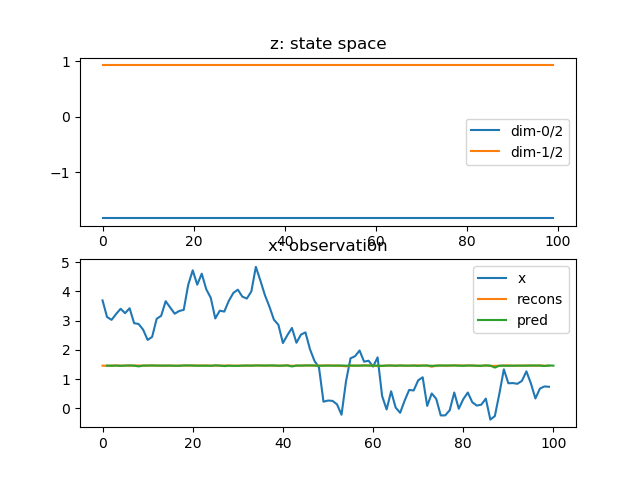 z: state space
1
0
−1
dim-0/2
dim-1/2
0 20 40 60 80 100
x: observation
5
4
3
2
1
0
x
recons
pred
0 20 40 60 80 100